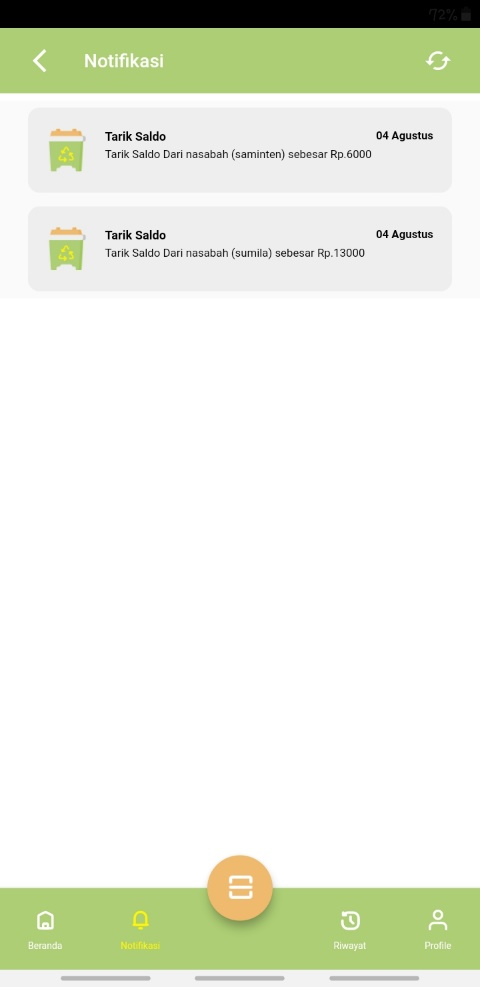 72%
Notifikasi
Tarik Saldo
04 Agustus
Tarik Saldo Dari nasabah (saminten) sebesar Rp.6000
Tarik Saldo
04 Agustus
Tarik Saldo Dari nasabah (sumila) sebesar Rp.13000
Beranda
Notifikasi
Riwayat
Profile